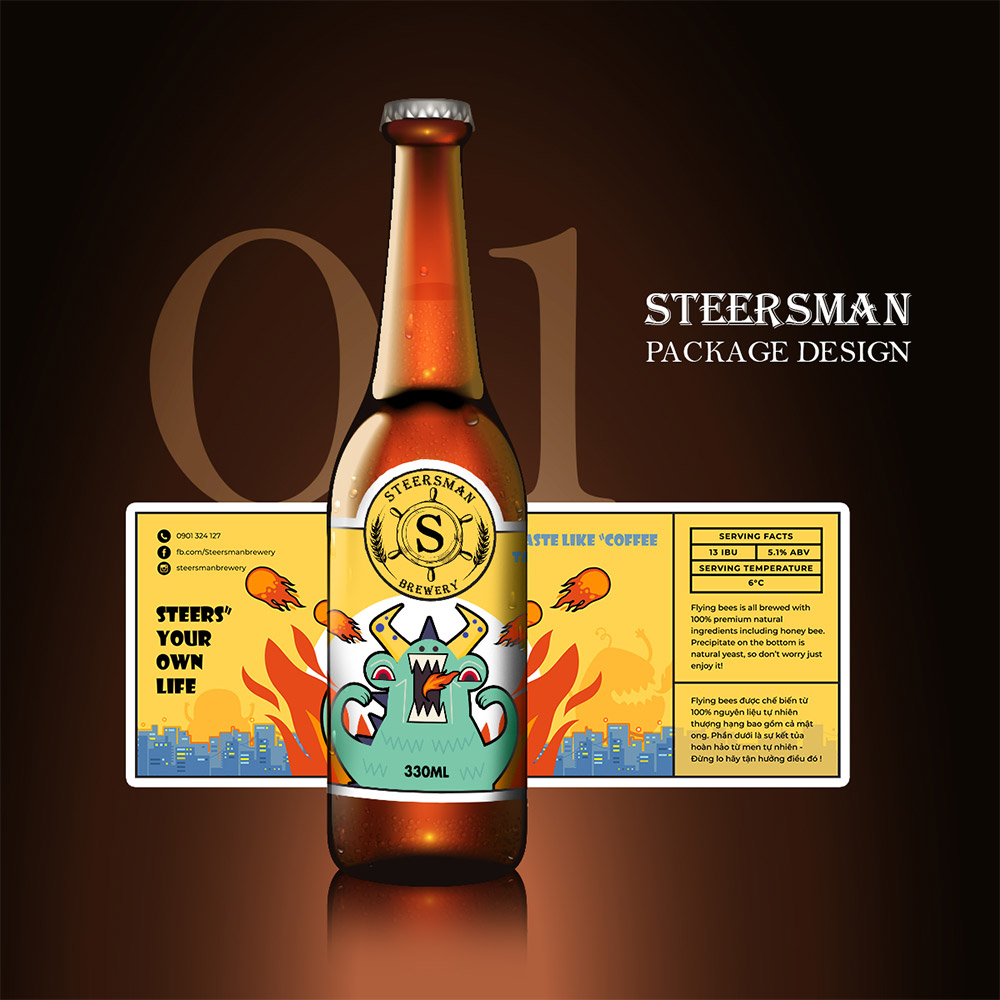 01
STEERSMAN
PACKAGE DESIGN
STEERSMAN
S
BREWERY
330ML
0901 324 127
fb.com/Steersmanbrewery
steersmanbrewery
STEERS"
YOUR
OWN
LIFE
LIKE "COFFEE
SERVING FACTS
13 IBU
5.1% ABV
SERVING TEMPERATURE
6°C
Flying bees is all brewed with
100% premium natural
ingredients including honey bee.
Precipitate on the bottom is
natural yeast, so don't worry just
enjoy it!
Flying bees được chế biến từ
100% nguyên liệu tự nhiên
thượng hạng bao gồm cả mật
ong. Phần dưới là sự kết tủa
hoàn hảo từ men tự nhiên -
Đừng lo hãy tận hưởng điều đó !